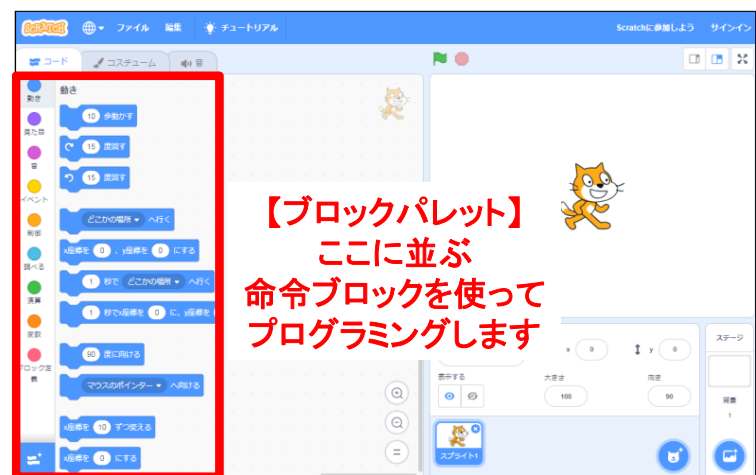 SCRATCH
ファイル 編集 チュートリアル Scratchに参加しよう サインイン
コード コスチューム 音
動き
見た目
音
イベント
制御
調べる
演算
変数
ブロック定義
動き
10 歩動かす
15 度回す
15 度回す
どこかの場所 へ行く
x座標を 0 、y座標を 0 にする
1 秒で どこかの場所 へ行く
1 秒でx座標を 0 に、y座標を
90 度に向ける
マウスのポインター へ向ける
x座標を 10 ずつ変える
x座標を 0 にする
【ブロックパレット】
ここに並ぶ
命令ブロックを使って
プログラミングします
x 0 y 0
表示する 大きさ 向き
100 90
スプライト1
ステージ
背景
1